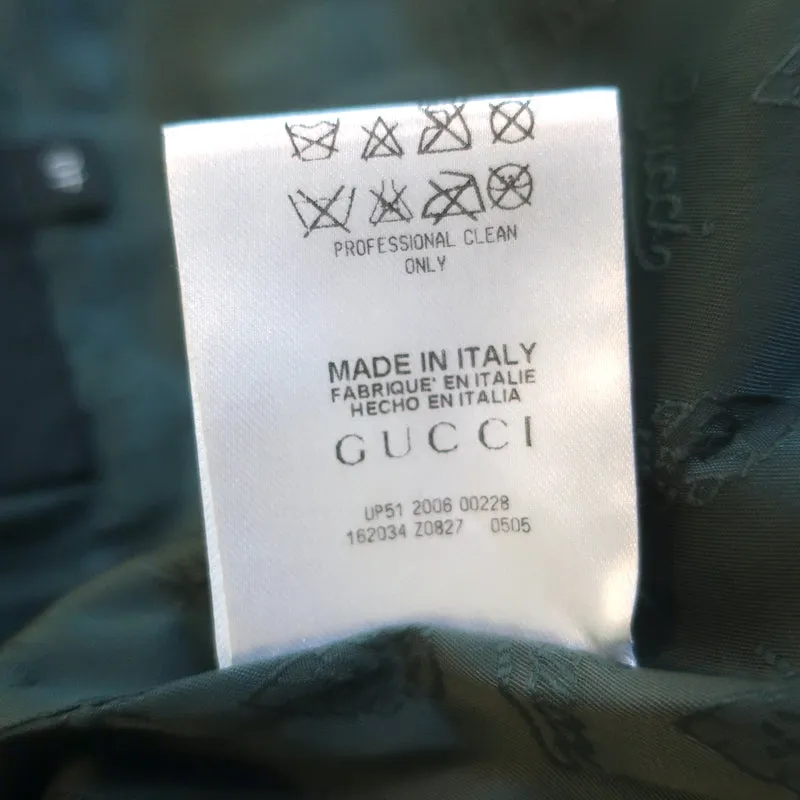 PROFESSIONAL CLEAN
ONLY
MADE IN ITALY
FABRIQUE' EN ITALIE
HECHO EN ITALIA
GUCCI
UP51 2006 00228
162034 Z0827 0505
Gucci